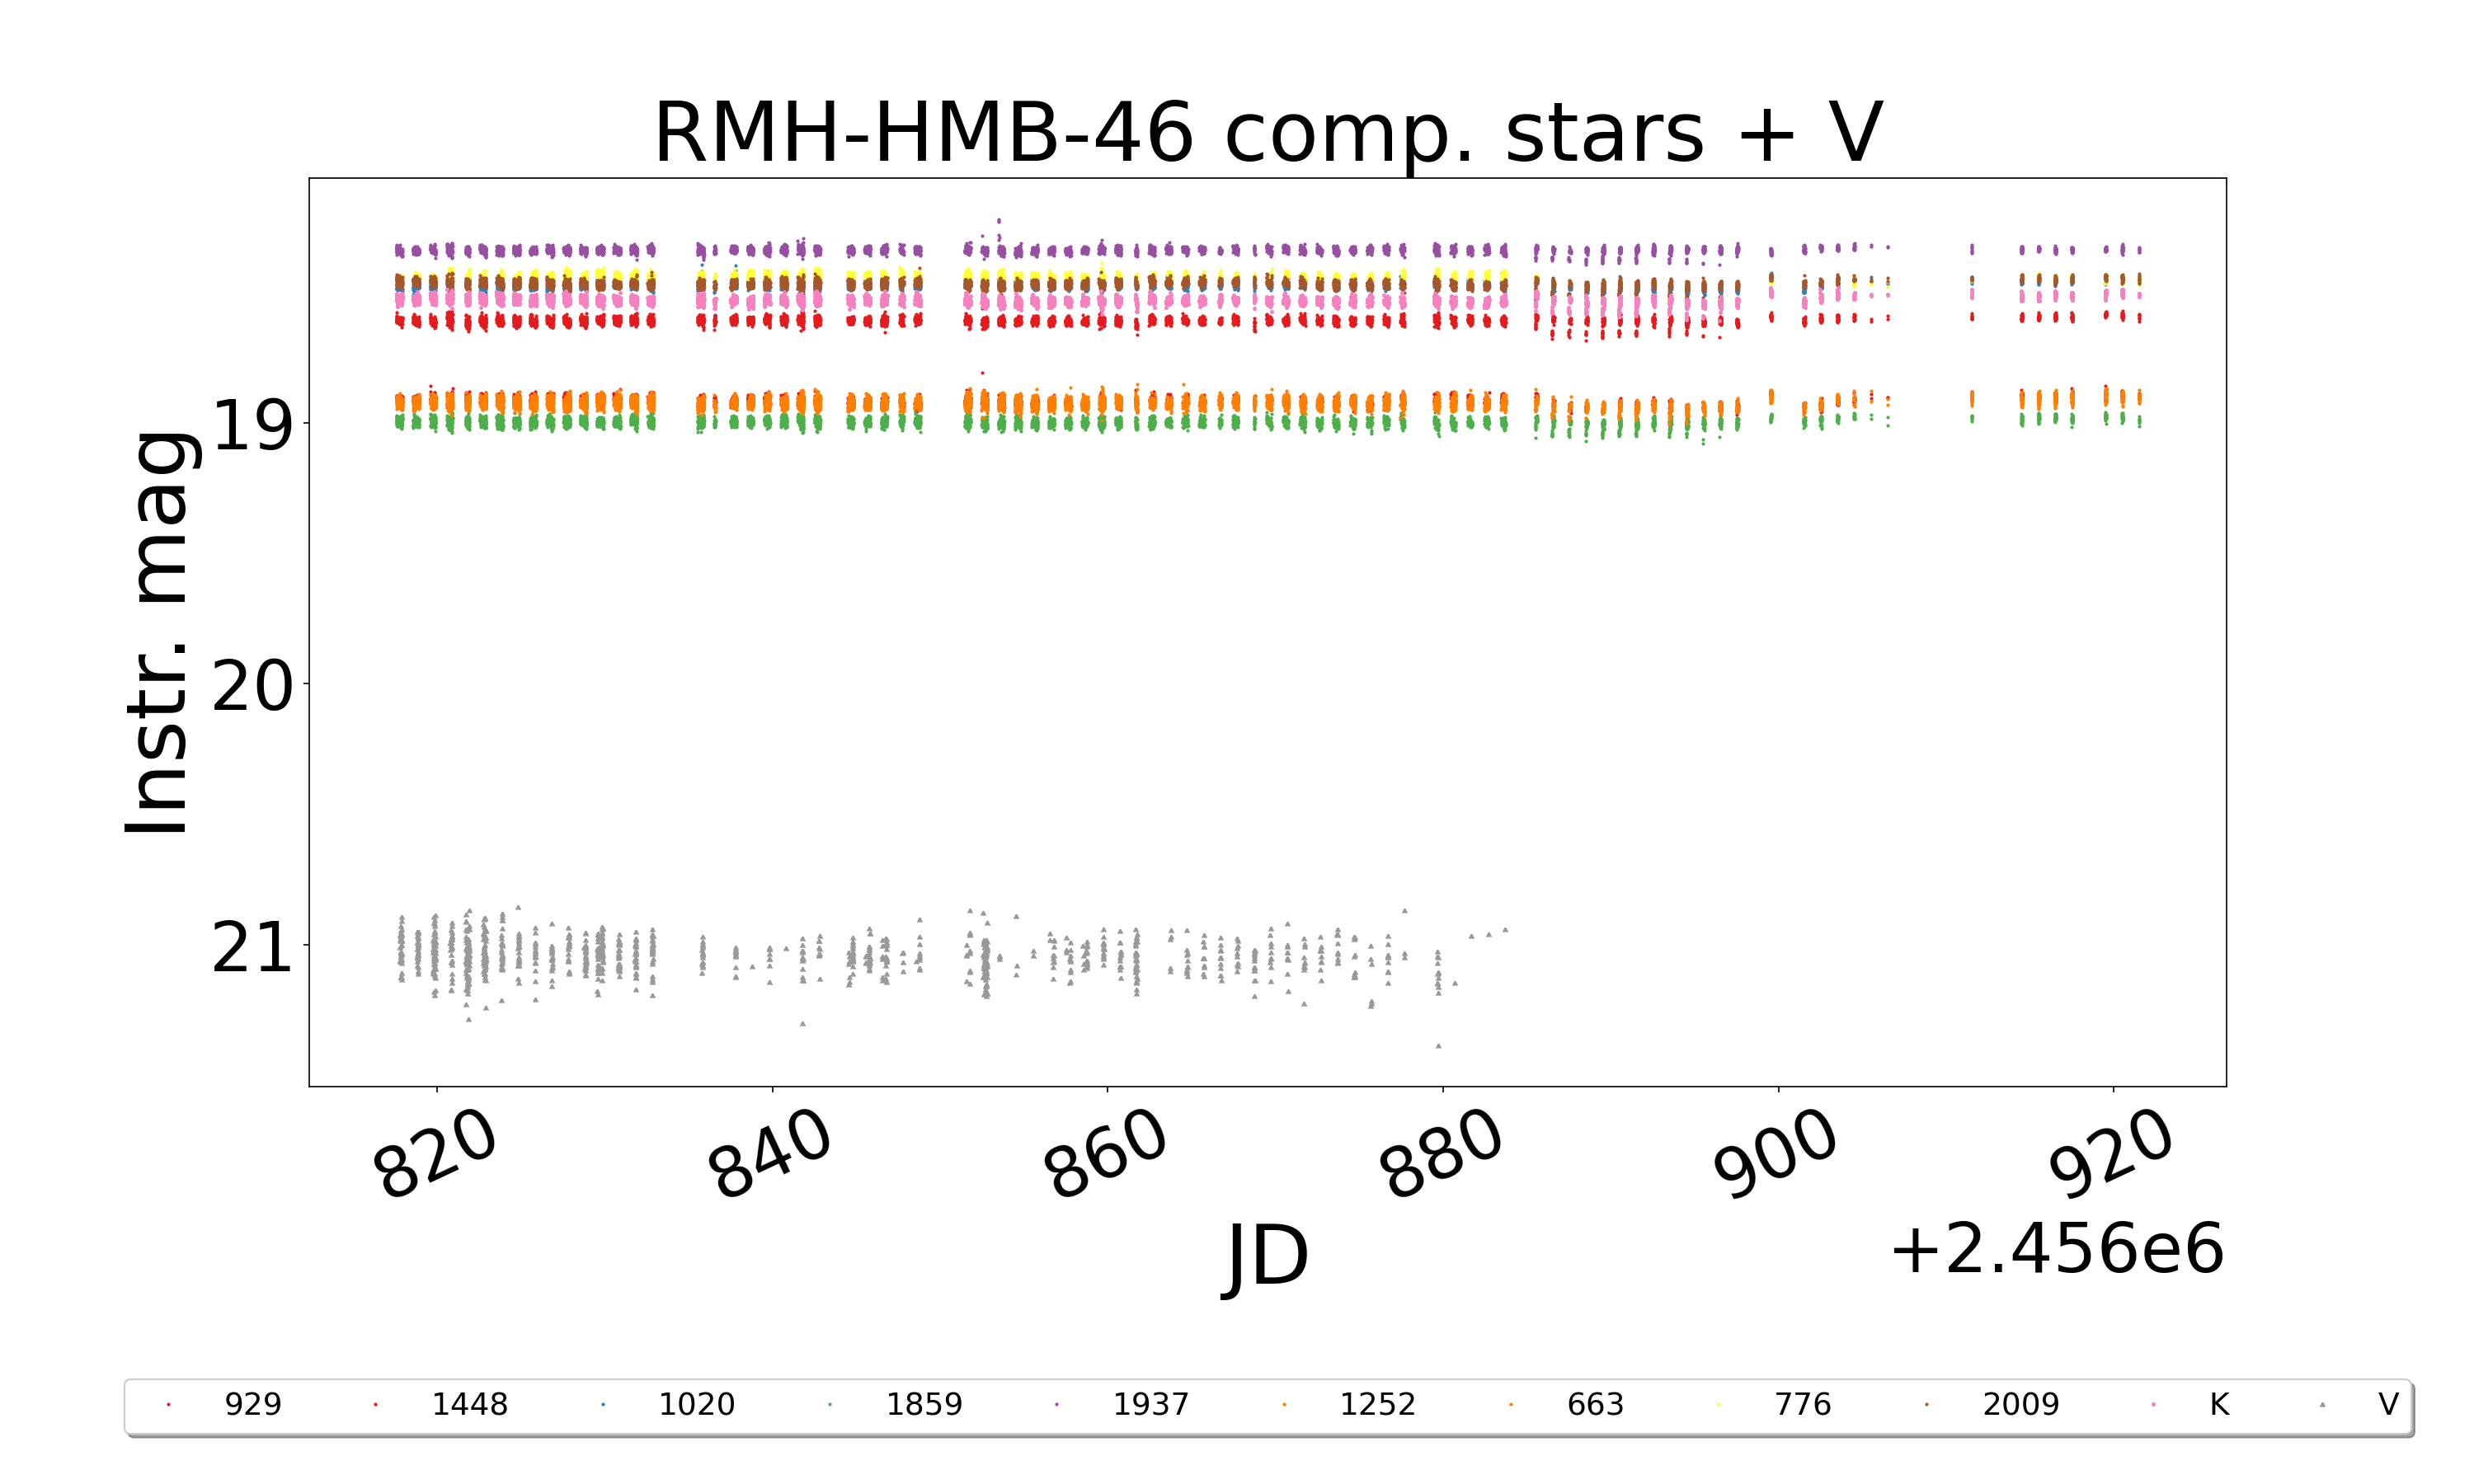 RMH-HMB-46 comp. stars + V
Instr. mag
19
20
21
820 840 860 880 900 920
JD
+2.456e6
929 1448 1020 1859 1937 1252 663 776 2009 K V